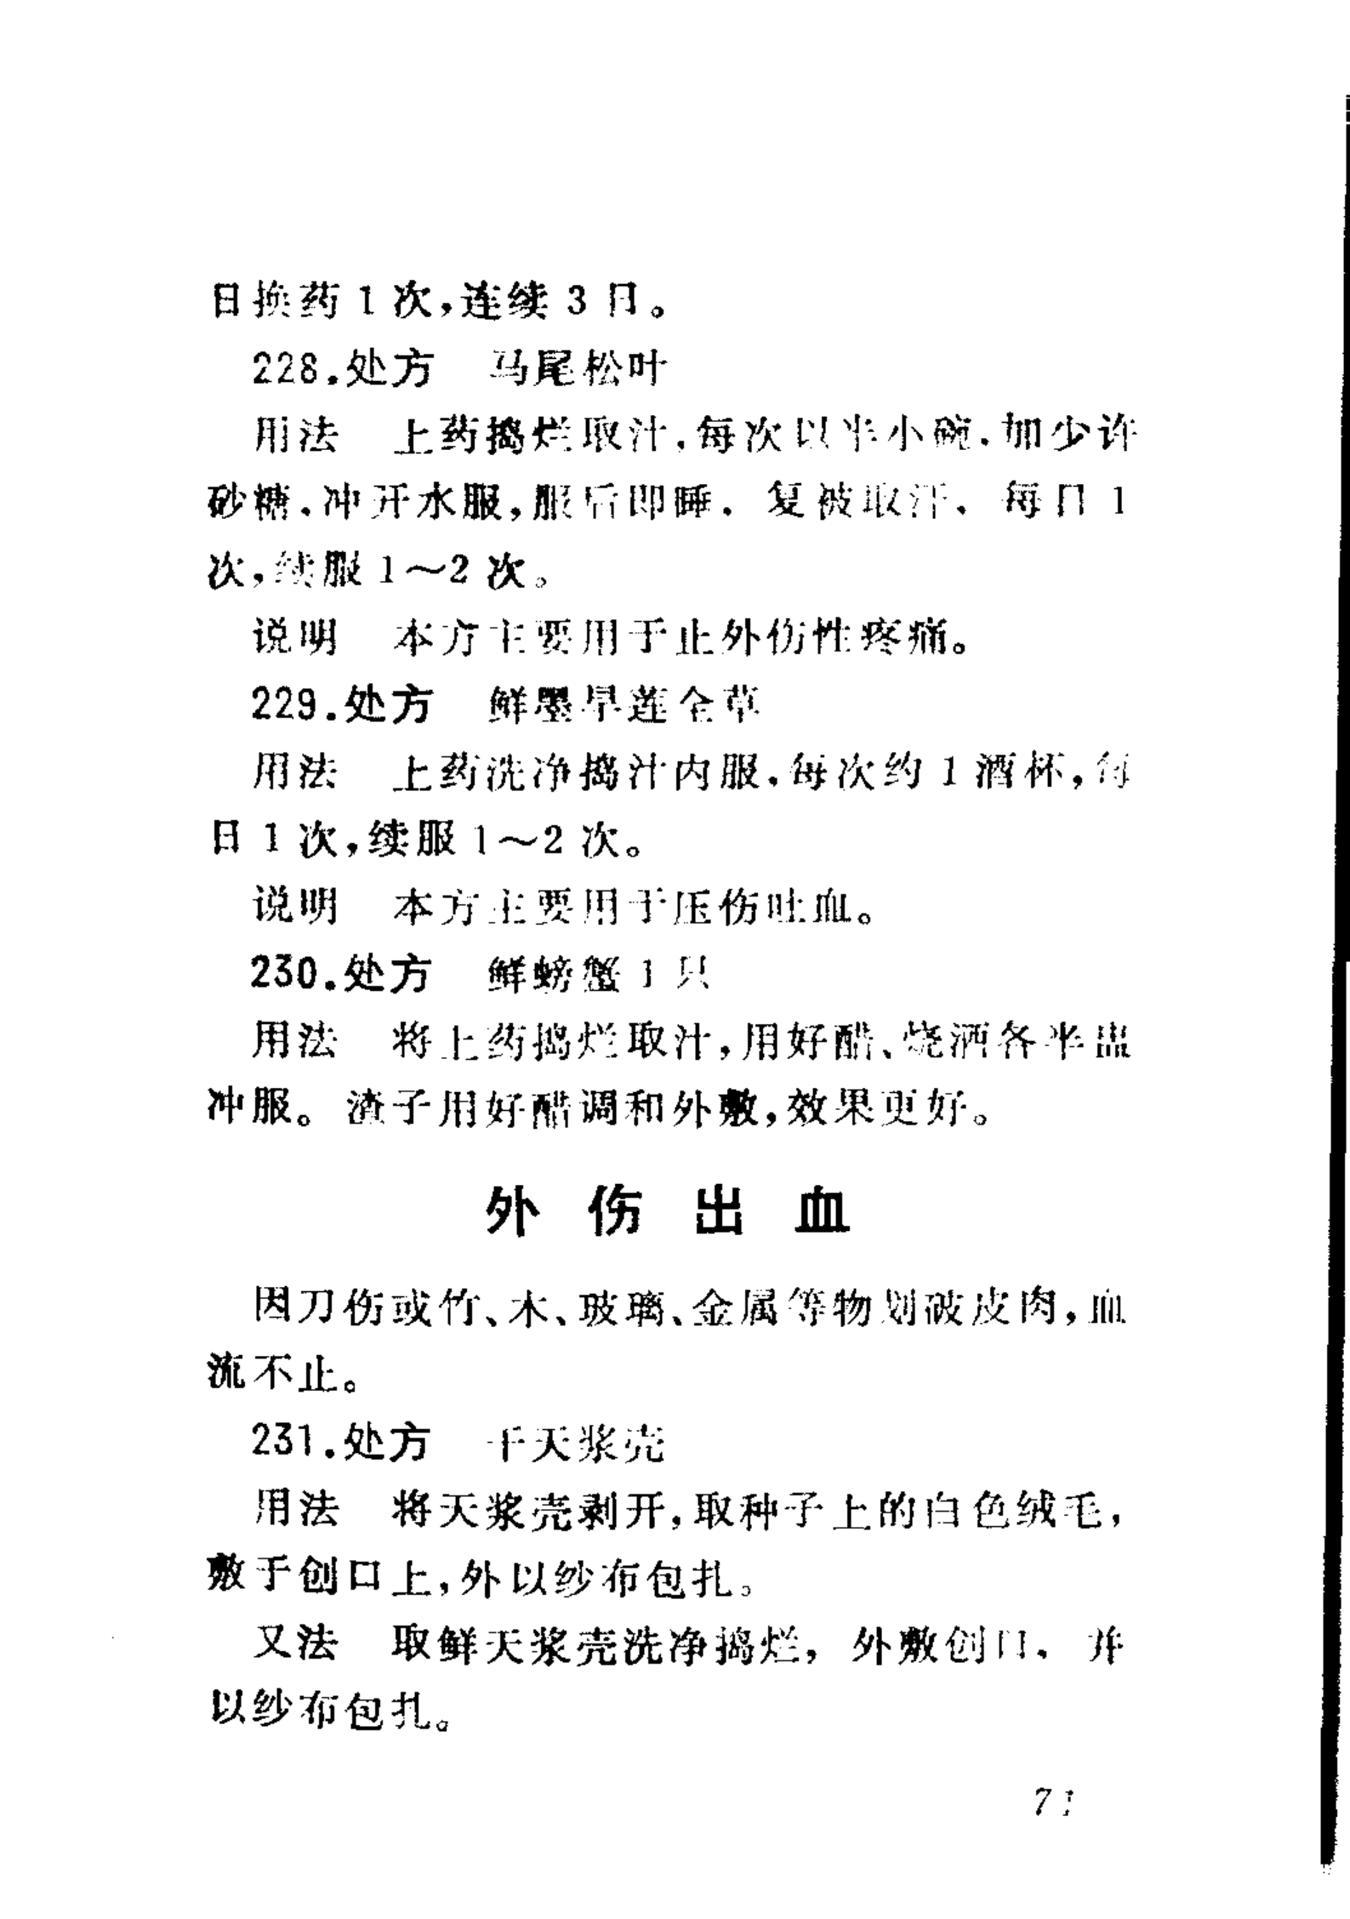 日换药1次,连续3日。
228.处方 马尾松叶
用法 上药捣烂取汁,每次以半小碗,加少许
砂糖,冲开水服,服后即睡,复被取汗,每日1
次,续服1～2次。
说明 本方主要用于止外伤性疼痛。
229.处方 鲜墨旱莲全草
用法 上药洗净捣汁内服,每次约1酒杯,每
日1次,续服1～2次。
说明 本方主要用于压伤吐血。
230.处方 鲜螃蟹1只
用法 将上药捣烂取汁,用好醋、烧酒各半盅
冲服。渣子用好醋调和外敷,效果更好。
外伤出血
因刀伤或竹、木、玻璃、金属等物划破皮肉,血
流不止。
231.处方 干天浆壳
用法 将天浆壳剥开,取种子上的白色绒毛,
敷于创口上,外以纱布包扎。
又法 取鲜天浆壳洗净捣烂,外敷创口,并
以纱布包扎。
71